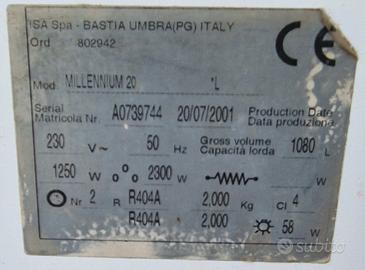 ISA Spa - BASTIA UMBRA(PG) ITALY
Ord 802942
CE
Mod. MILLENNIUM 20 *L
Serial
Matricola Nr. A0739744 20/07/2001 Production Date
Data produzione
230 V~ 50 Hz Gross volume
Capacità lorda 1080 L
1250 W 2300 W W
Nr 2 R R404A 2,000 Kg Cl 4
R404A 2,000 58 W
subito